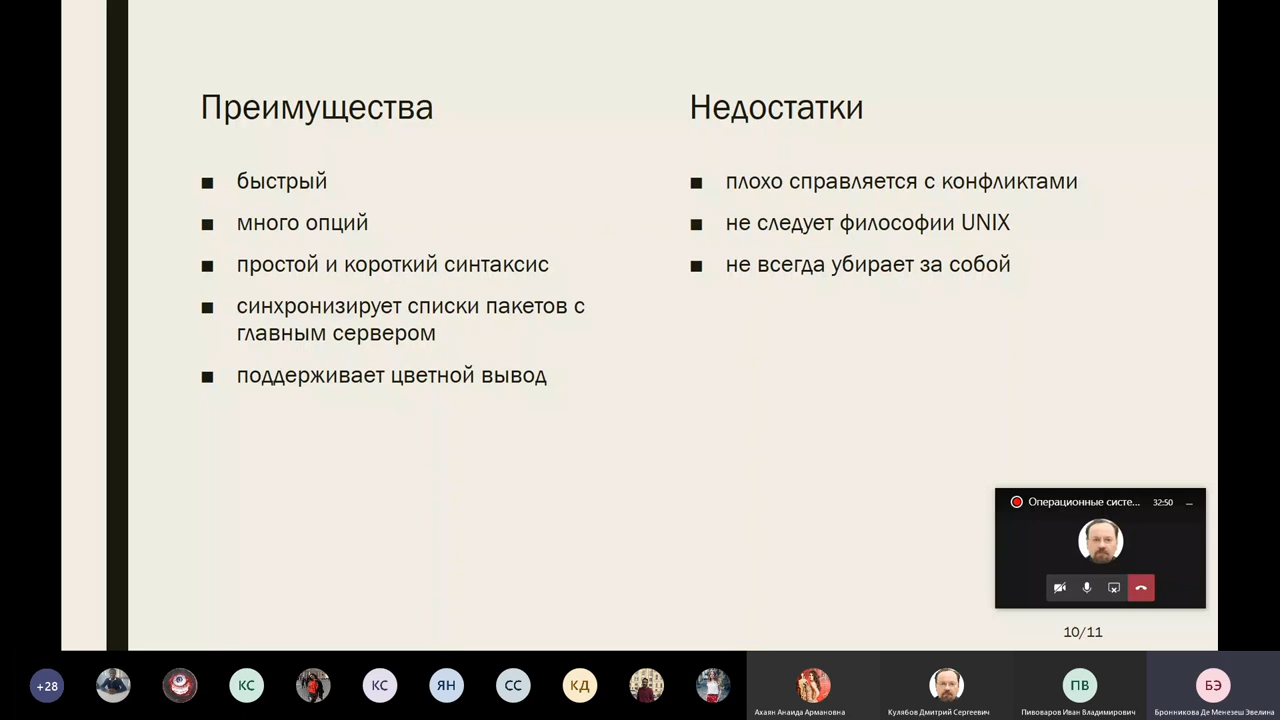 Преимущества
быстрый
много опций
простой и короткий синтаксис
синхронизирует списки пакетов с
главным сервером
поддерживает цветной вывод
Недостатки
плохо справляется с конфликтами
не следует философии UNIX
не всегда убирает за собой
Операционные систе... 32:50
10/11
+28
КС
КС
ЯН
СС
КД
ПВ
БЭ
Ахаян Анаида Армановна
Кулябов Дмитрий Сергеевич
Пивоваров Иван Владимирович
Бронникова Де Менезеш Эвелина